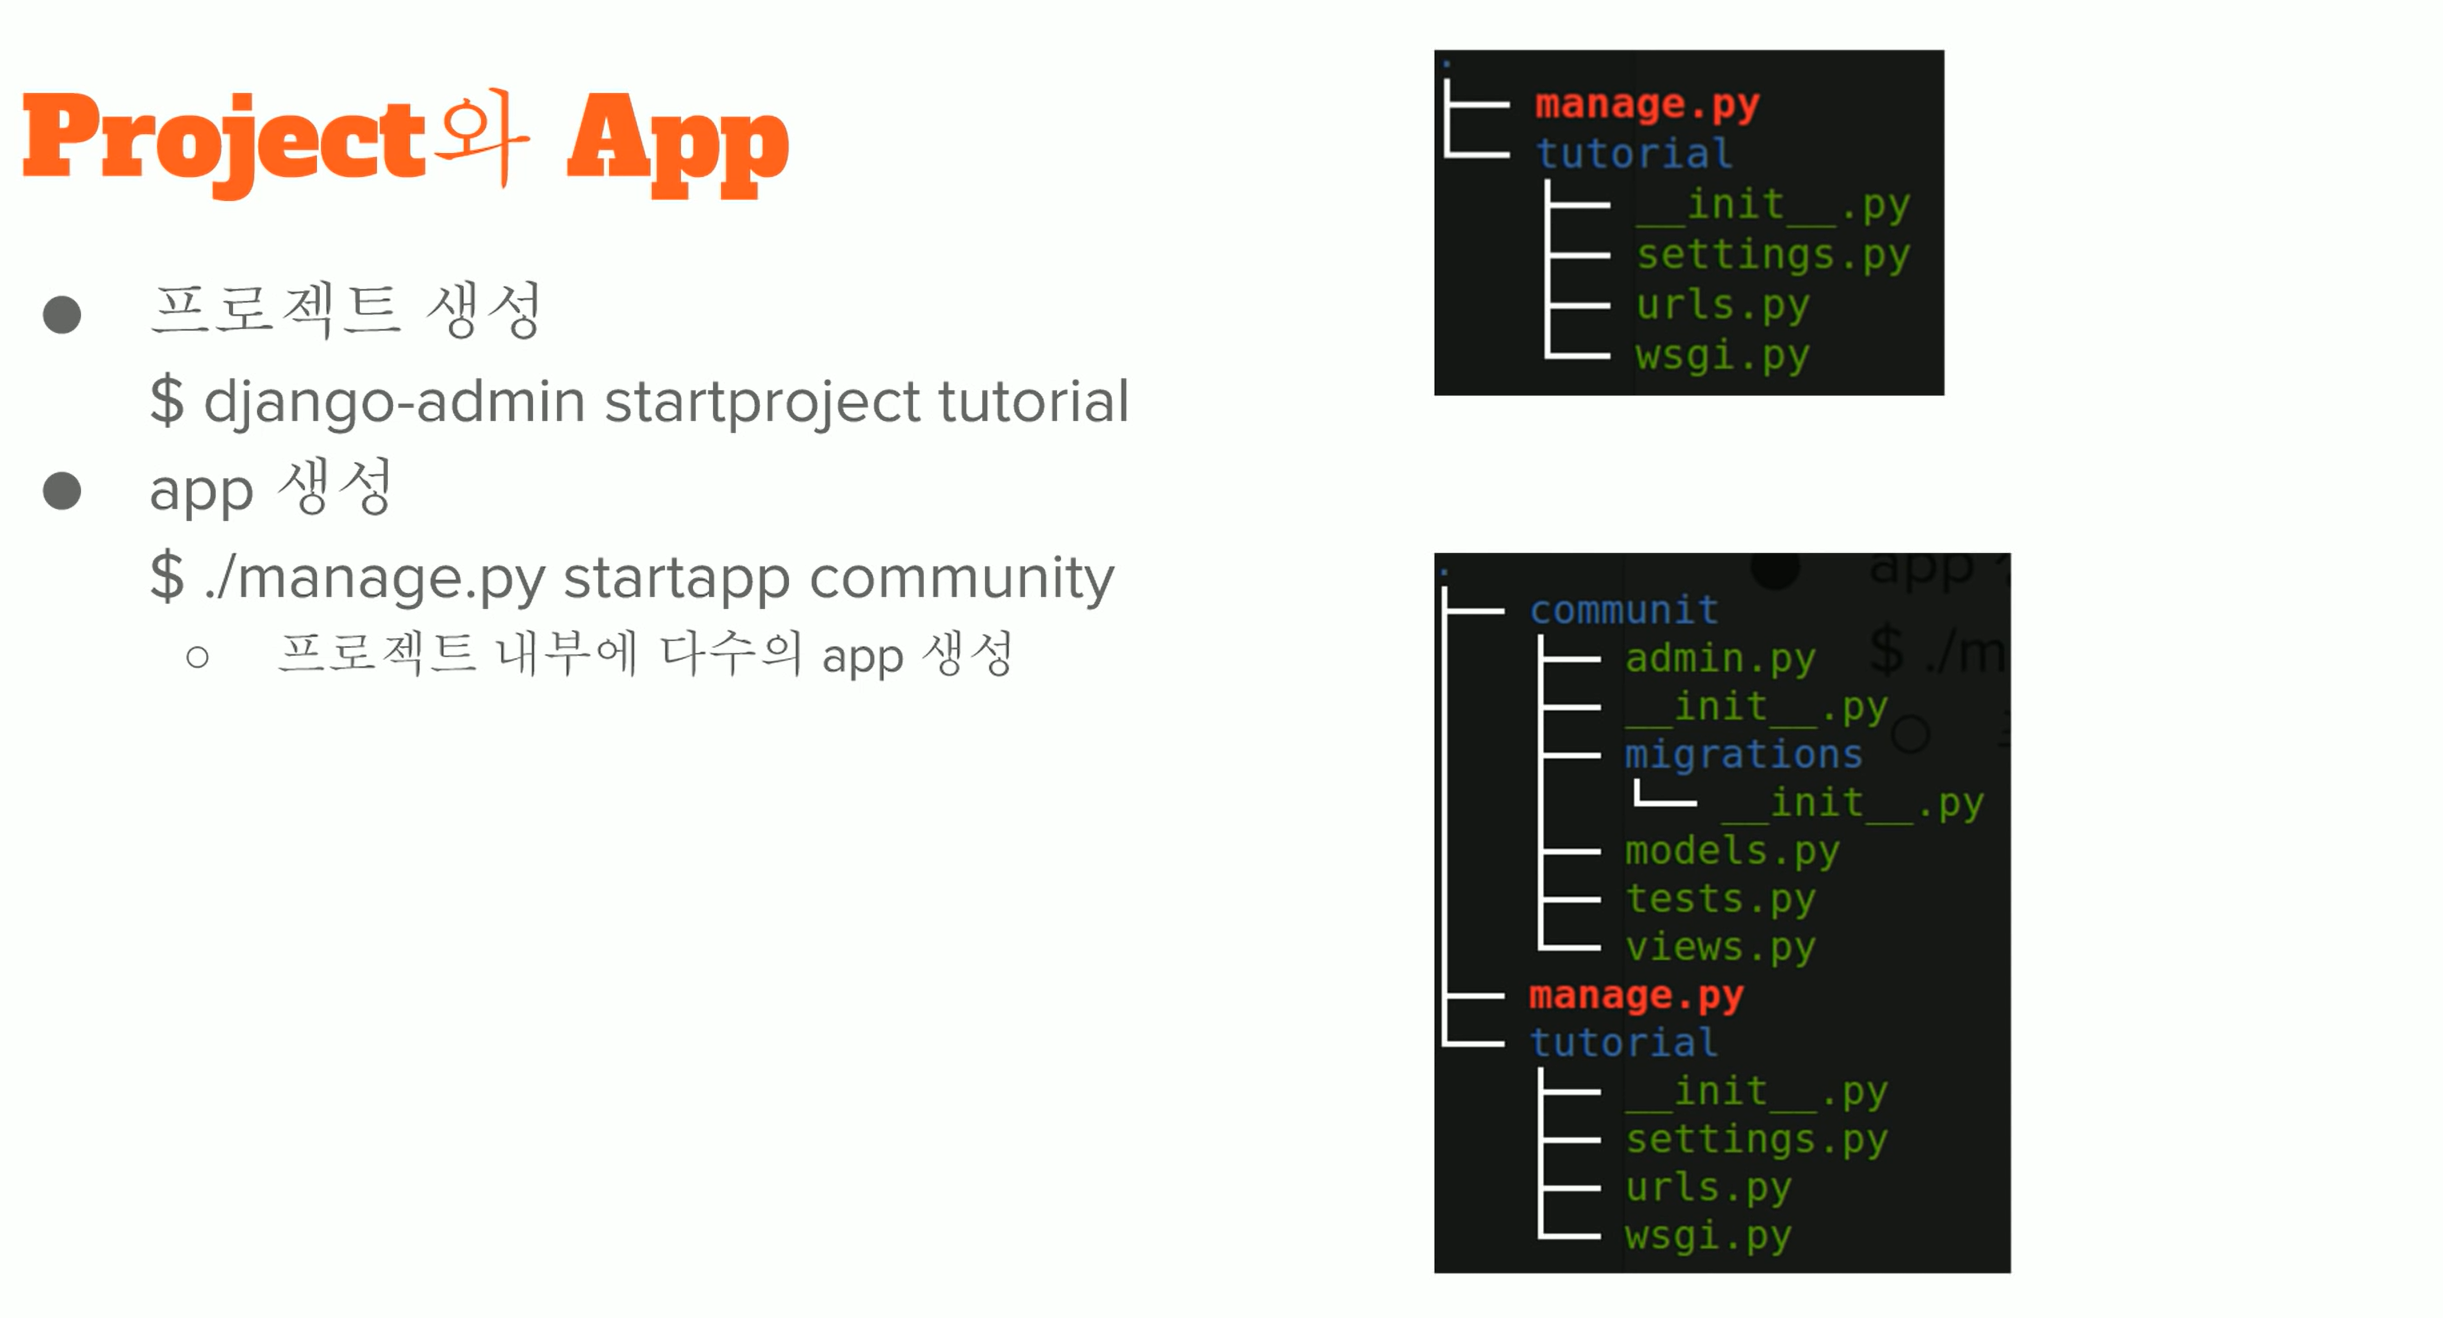 Project와 App
● 프로젝트 생성
$ django-admin startproject tutorial
● app 생성
$ ./manage.py startapp community
○ 프로젝트 내부에 다수의 app 생성
.
├── manage.py
└── tutorial
├── __init__.py
├── settings.py
├── urls.py
└── wsgi.py
.
├── communit
├── admin.py
├── __init__.py
├── migrations
└── __init__.py
├── models.py
├── tests.py
└── views.py
├── manage.py
└── tutorial
├── __init__.py
├── settings.py
├── urls.py
└── wsgi.py
app
$ ./m